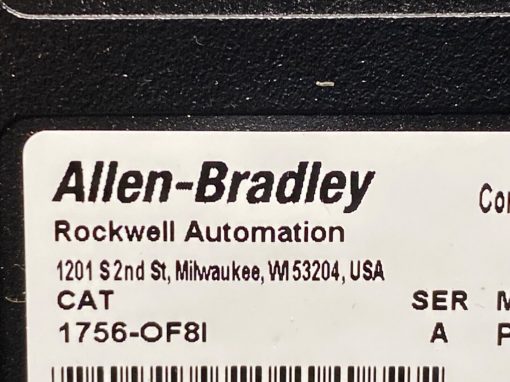 Allen-Bradley
Rockwell Automation
1201 S 2nd St, Milwaukee, WI 53204, USA
CAT SER
1756-OF8I A